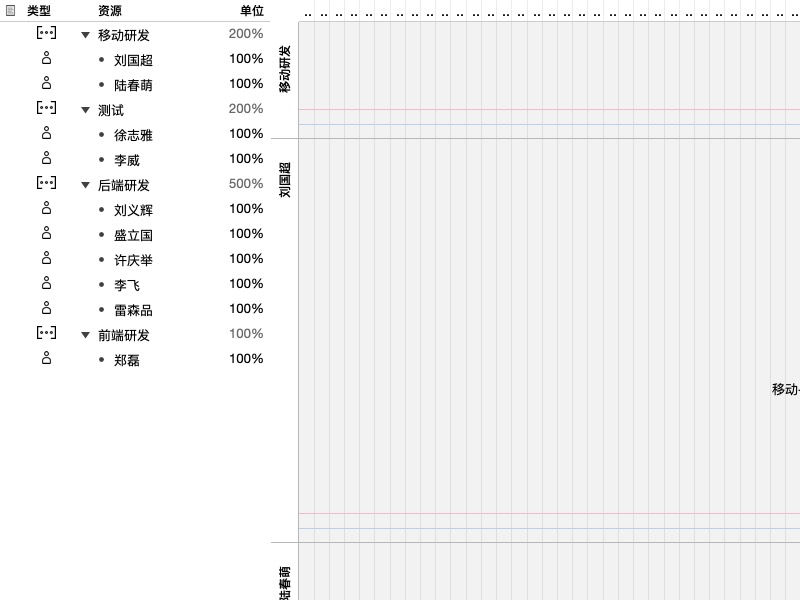 类型 资源 单位
移动研发 200%
刘国超 100%
陆春萌 100%
测试 200%
徐志雅 100%
李威 100%
后端研发 500%
刘义辉 100%
盛立国 100%
许庆举 100%
李飞 100%
雷森品 100%
前端研发 100%
郑磊 100%
移动研发
刘国超
移动-
陆春萌